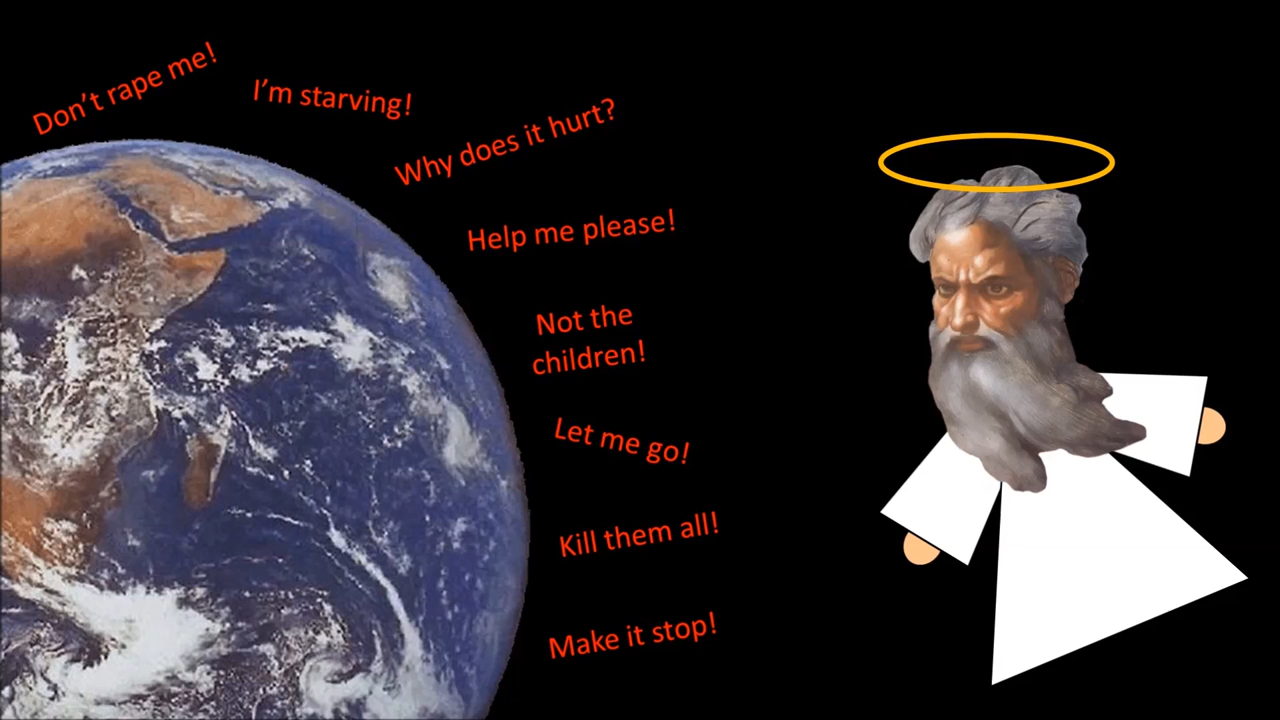 Don’t rape me!
I’m starving!
Why does it hurt?
Help me please!
Not the
children!
Let me go!
Kill them all!
Make it stop!